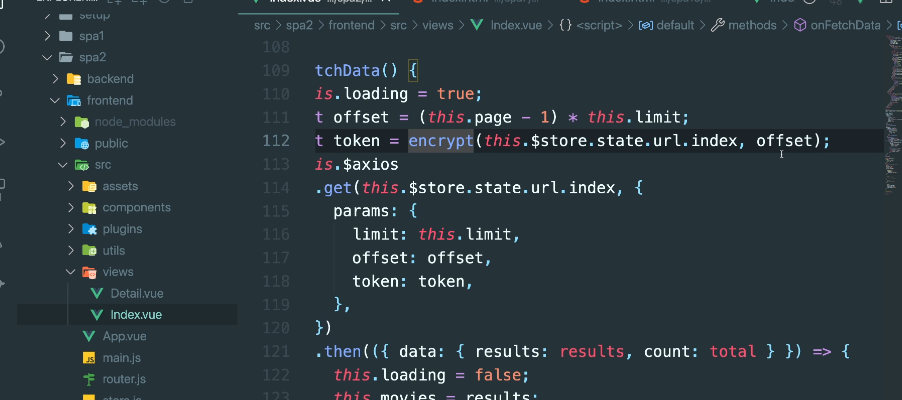 setup
spa1
spa2
backend
frontend
node_modules
public
src
assets
components
plugins
utils
views
Detail.vue
Index.vue
App.vue
main.js
router.js
src > spa2 > frontend > src > views > Index.vue > {} <script> > default > methods > onFetchData >
108
109 tchData() {
110 is.loading = true;
111 t offset = (this.page - 1) * this.limit;
112 t token = encrypt(this.$store.state.url.index, offset);
113 is.$axios
114 .get(this.$store.state.url.index, {
115 params: {
116 limit: this.limit,
117 offset: offset,
118 token: token,
119 },
120 })
121 .then(({ data: { results: results, count: total } }) => {
122 this.loading = false;
123 this.movies = results;